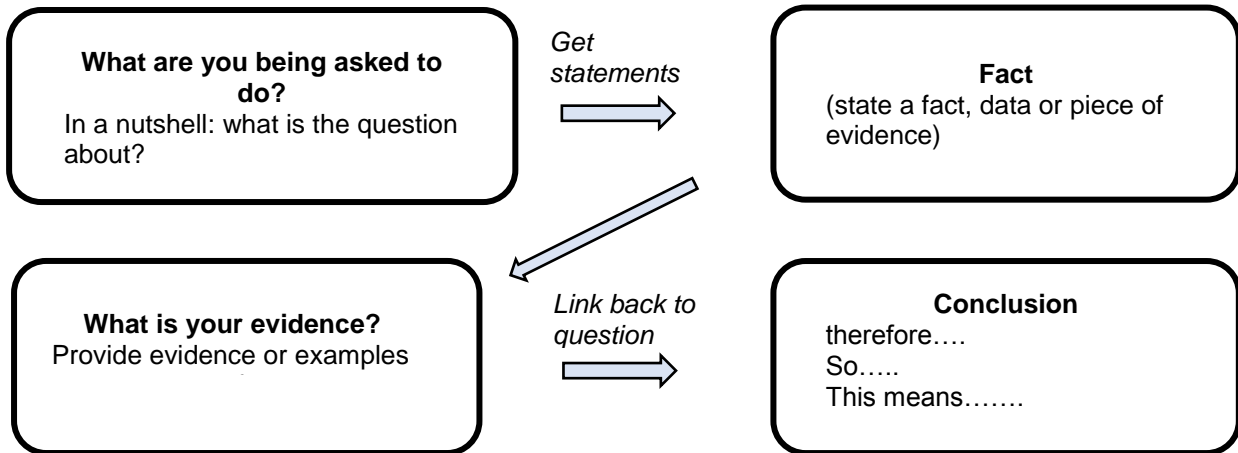 What are you being asked to
do?
In a nutshell: what is the question
about?
Get
statements
Fact
(state a fact, data or piece of
evidence)
What is your evidence?
Provide evidence or examples
Link back to
question
Conclusion
therefore….
So…..
This means…….